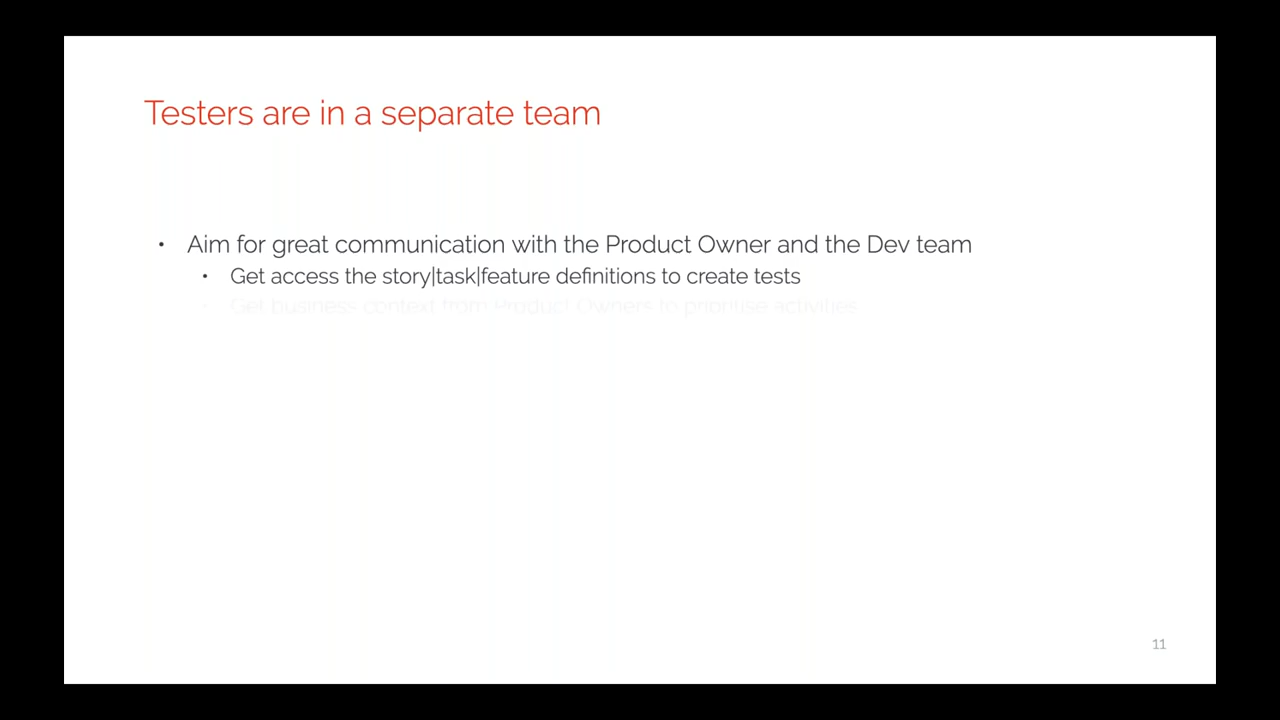 Testers are in a separate team
• Aim for great communication with the Product Owner and the Dev team
• Get access the story|task|feature definitions to create tests
• Get business context from Product Owners to prioritise activities
11